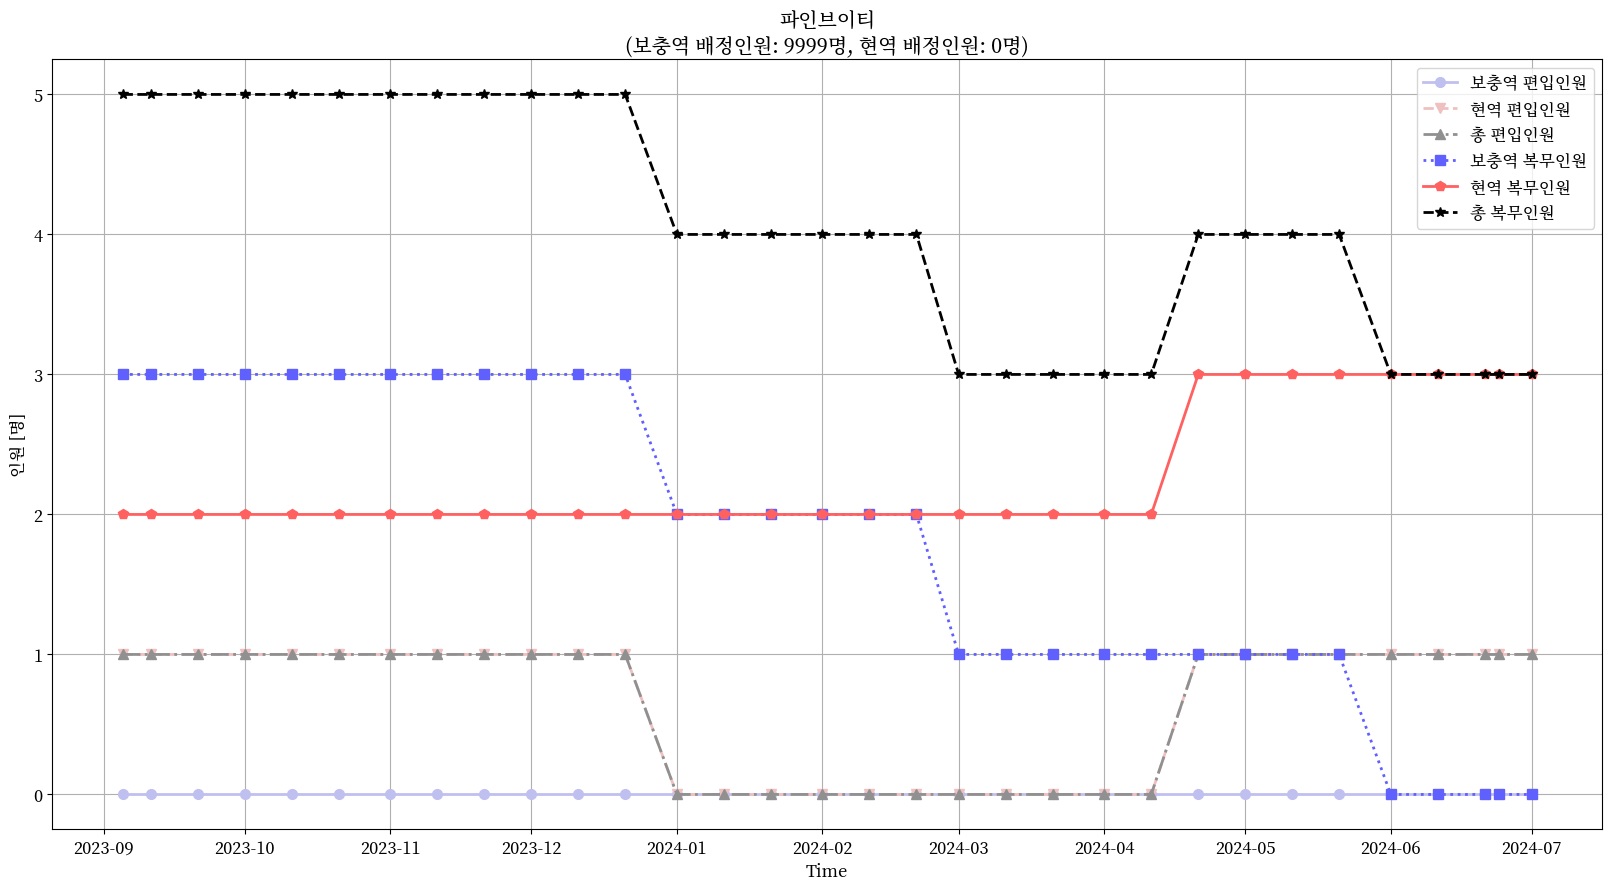 파인브이티
(보충역 배정인원: 9999명, 현역 배정인원: 0명)
보충역 편입인원
현역 편입인원
총 편입인원
보충역 복무인원
현역 복무인원
총 복무인원
인원 [명]
5
4
3
2
1
0
2023-09
2023-10
2023-11
2023-12
2024-01
2024-02
2024-03
2024-04
2024-05
2024-06
2024-07
Time